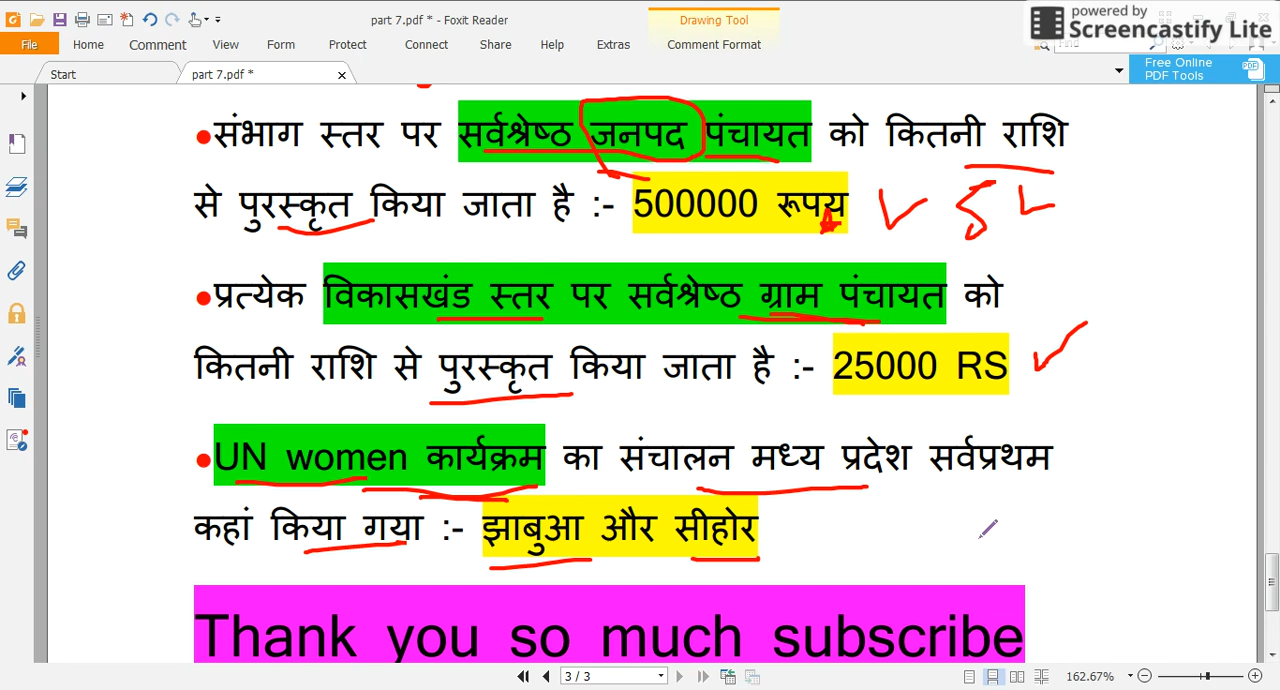 part 7.pdf * - Foxit Reader
Drawing Tool
powered by
Screencastify Lite
File Home Comment View Form Protect Connect Share Help Extras Comment Format
Find
Start
part 7.pdf *
Free Online
PDF Tools
•संभाग स्तर पर सर्वश्रेष्ठ जनपद पंचायत को कितनी राशि
से पुरस्कृत किया जाता है :- 500000 रूपय 5 L
•प्रत्येक विकासखंड स्तर पर सर्वश्रेष्ठ ग्राम पंचायत को
कितनी राशि से पुरस्कृत किया जाता है :- 25000 RS
•UN women कार्यक्रम का संचालन मध्य प्रदेश सर्वप्रथम
कहां किया गया :- झाबुआ और सीहोर
Thank you so much subscribe
3 / 3
162.67%